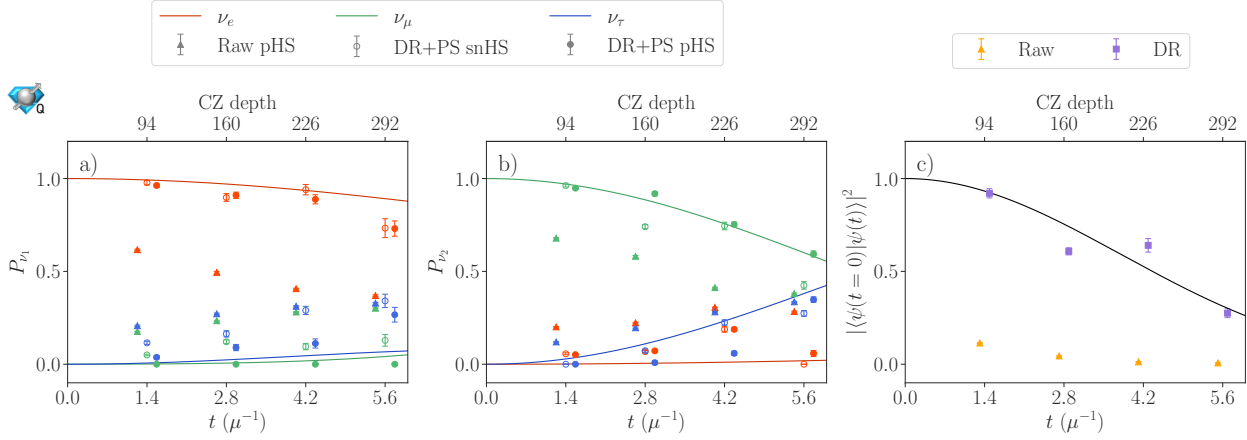 ν_e ν_μ ν_τ
Raw pHS DR+PS snHS DR+PS pHS
Raw DR
Q
CZ depth CZ depth CZ depth
94 160 226 292 94 160 226 292 94 160 226 292
a) b) c)
1.0 0.5 0.0
P_{ν_1}
1.0 0.5 0.0
P_{ν_2}
1.0 0.5 0.0
|⟨ψ(t = 0)|ψ(t)⟩|^2
0.0 1.4 2.8 4.2 5.6 0.0 1.4 2.8 4.2 5.6 0.0 1.4 2.8 4.2 5.6
t (μ^{-1}) t (μ^{-1}) t (μ^{-1})